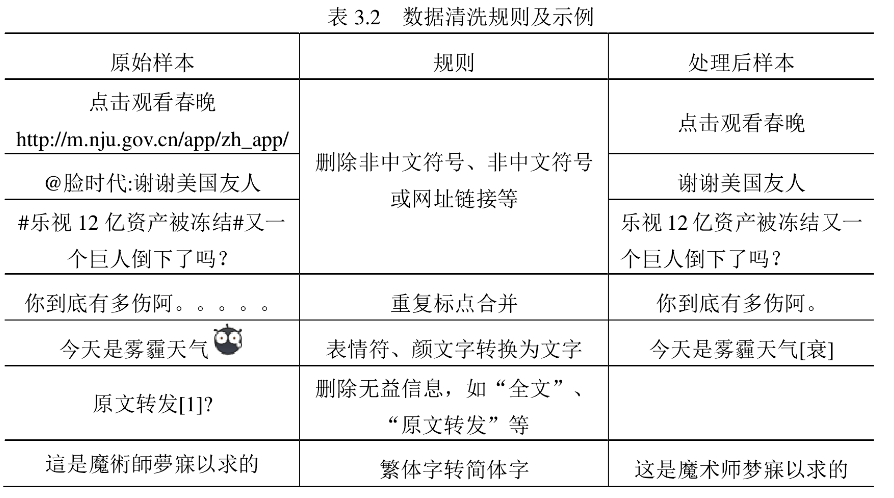 表 3.2 数据清洗规则及示例
原始样本 规则 处理后样本
点击观看春晚
http://m.nju.gov.cn/app/zh_app/
删除非中文符号、非中文符号
或网址链接等
点击观看春晚
@脸时代:谢谢美国友人
谢谢美国友人
#乐视 12 亿资产被冻结#又一
个巨人倒下了吗?
乐视 12 亿资产被冻结又一
个巨人倒下了吗?
你到底有多伤阿。。。。。 重复标点合并 你到底有多伤阿。
今天是雾霾天气 表情符、颜文字转换为文字 今天是雾霾天气[衰]
原文转发[1]?
删除无益信息，如“全文”、
“原文转发”等
這是魔術師夢寐以求的 繁体字转简体字 这是魔术师梦寐以求的